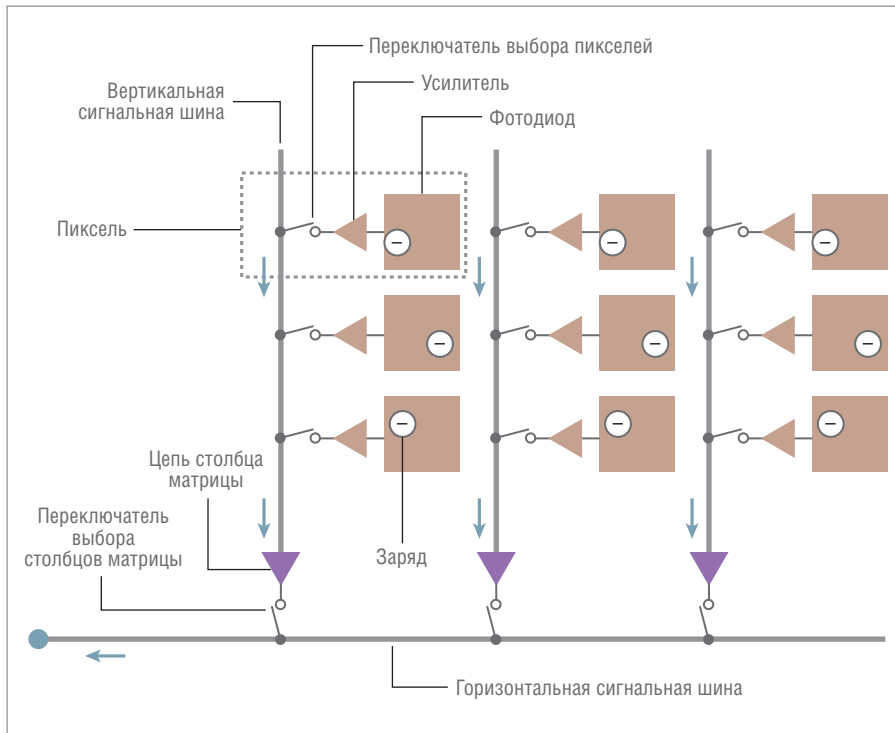 Переключатель выбора пикселей
Усилитель
Вертикальная
сигнальная шина
Фотодиод
Пиксель
Цепь столбца
матрицы
Переключатель
выбора
столбцов матрицы
Заряд
Горизонтальная сигнальная шина